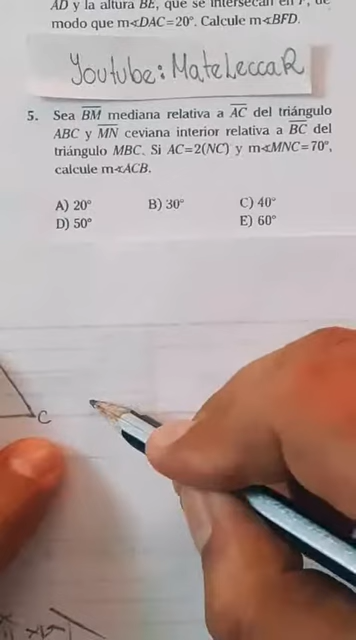 AD y la altura BE, que se intersecan en F, de
modo que m∢DAC=20°. Calcule m∢BFD.
Youtube: MateLeccaR
5. Sea BM mediana relativa a AC del triángulo
ABC y MN ceviana interior relativa a BC del
triángulo MBC. Si AC=2(NC) y m∢MNC=70°,
calcule m∢ACB.
A) 20° B) 30° C) 40°
D) 50° E) 60°
C